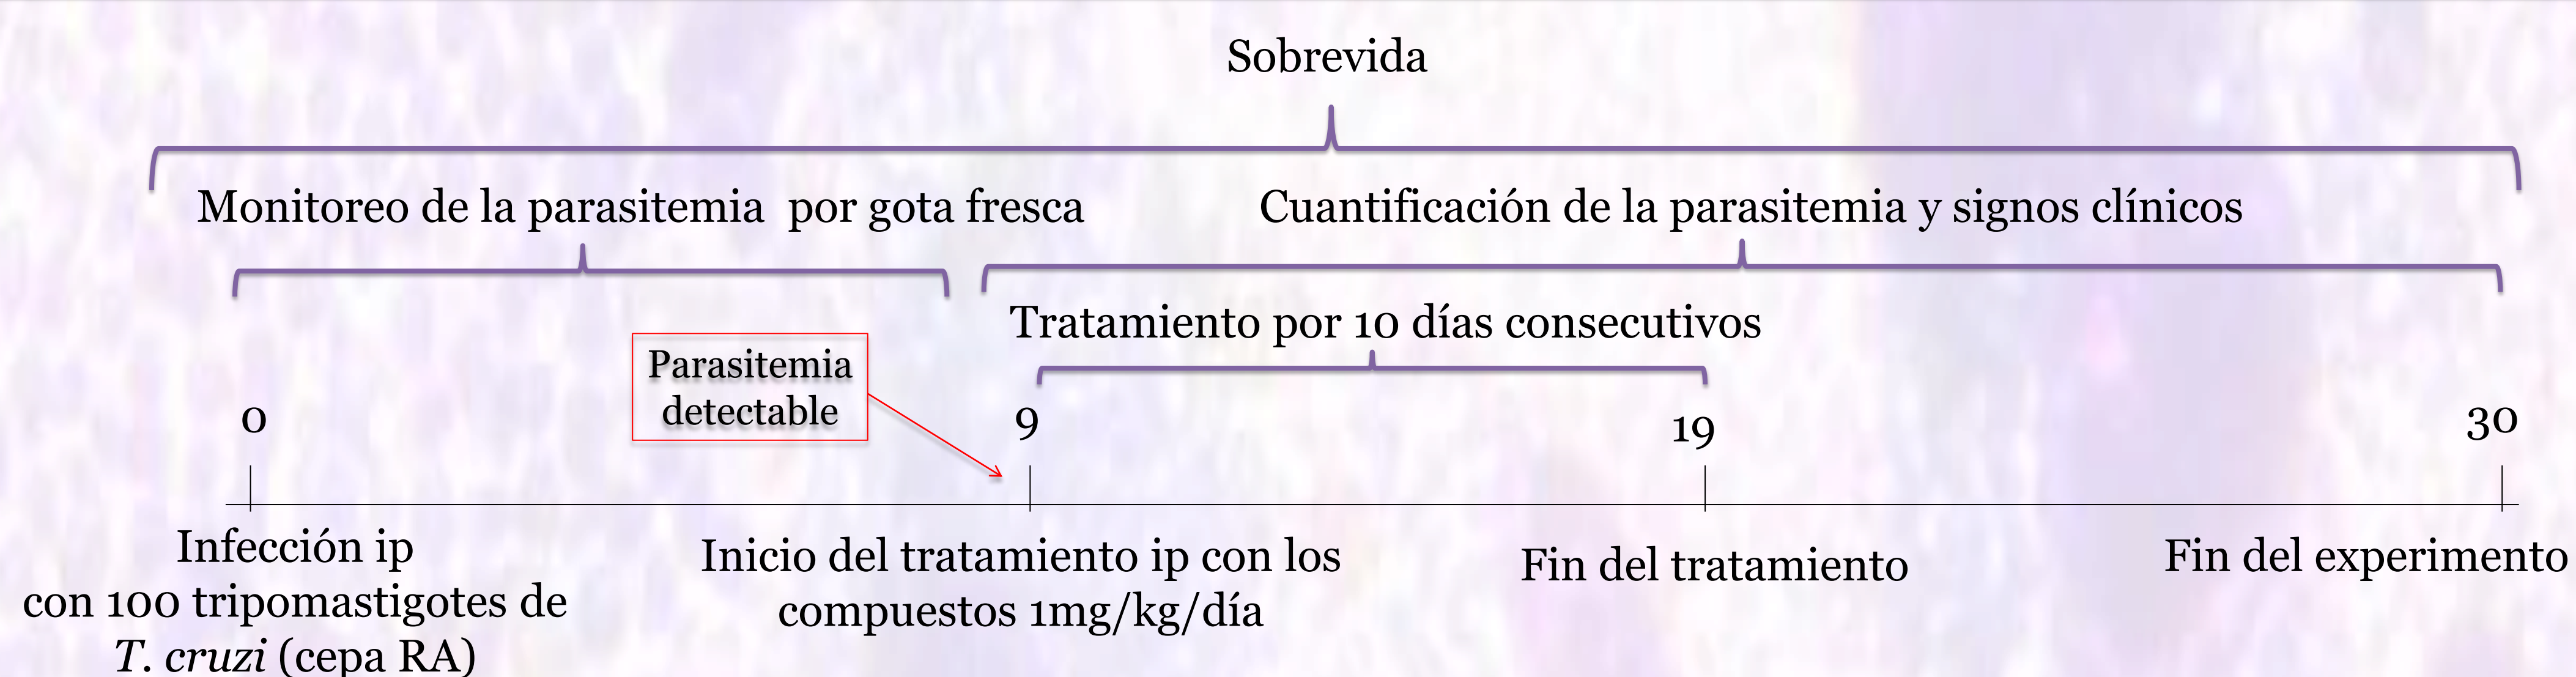 Sobrevida
Monitoreo de la parasitemia por gota fresca
Cuantificación de la parasitemia y signos clínicos
Tratamiento por 10 días consecutivos
Parasitemia
detectable
0
9
19
30
Infección ip
con 100 tripomastigotes de
T. cruzi (cepa RA)
Inicio del tratamiento ip con los
compuestos 1mg/kg/día
Fin del tratamiento
Fin del experimento